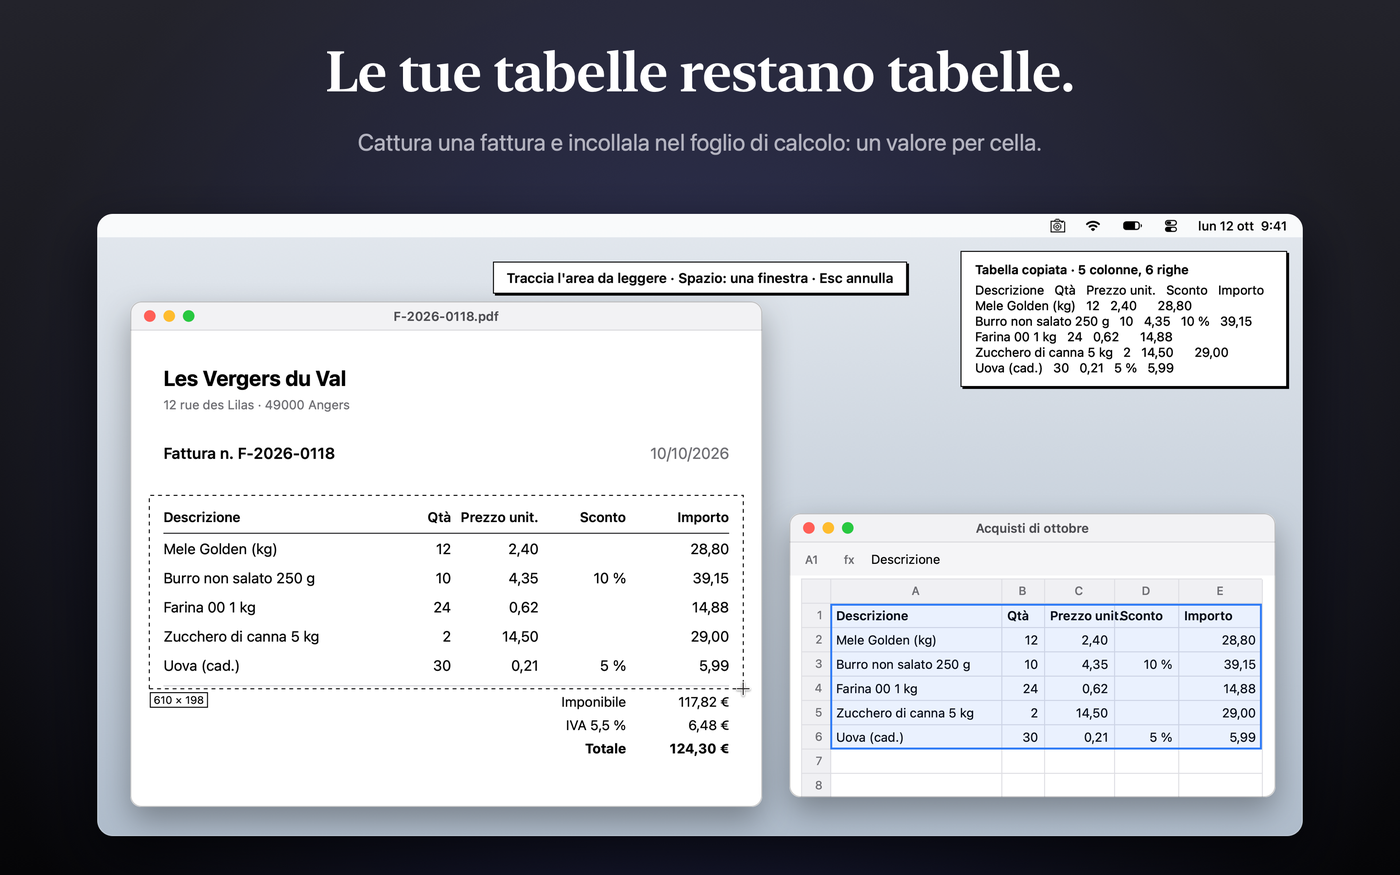 Le tue tabelle restano tabelle.
Cattura una fattura e incollala nel foglio di calcolo: un valore per cella.
lun 12 ott 9:41
Traccia l'area da leggere · Spazio: una finestra · Esc annulla
Tabella copiata · 5 colonne, 6 righe
Descrizione Qtà Prezzo unit. Sconto Importo
Mele Golden (kg) 12 2,40 28,80
Burro non salato 250 g 10 4,35 10 % 39,15
Farina 00 1 kg 24 0,62 14,88
Zucchero di canna 5 kg 2 14,50 29,00
Uova (cad.) 30 0,21 5 % 5,99
F-2026-0118.pdf
Les Vergers du Val
12 rue des Lilas · 49000 Angers
Fattura n. F-2026-0118 10/10/2026
Descrizione Qtà Prezzo unit. Sconto Importo
Mele Golden (kg) 12 2,40 28,80
Burro non salato 250 g 10 4,35 10 % 39,15
Farina 00 1 kg 24 0,62 14,88
Zucchero di canna 5 kg 2 14,50 29,00
Uova (cad.) 30 0,21 5 % 5,99
610 × 198
Imponibile 117,82 €
IVA 5,5 % 6,48 €
Totale 124,30 €
Acquisti di ottobre
A1 fx Descrizione
A B C D E
1 Descrizione Qtà Prezzo unit. Sconto Importo
2 Mele Golden (kg) 12 2,40 28,80
3 Burro non salato 250 g 10 4,35 10 % 39,15
4 Farina 00 1 kg 24 0,62 14,88
5 Zucchero di canna 5 kg 2 14,50 29,00
6 Uova (cad.) 30 0,21 5 % 5,99
7
8